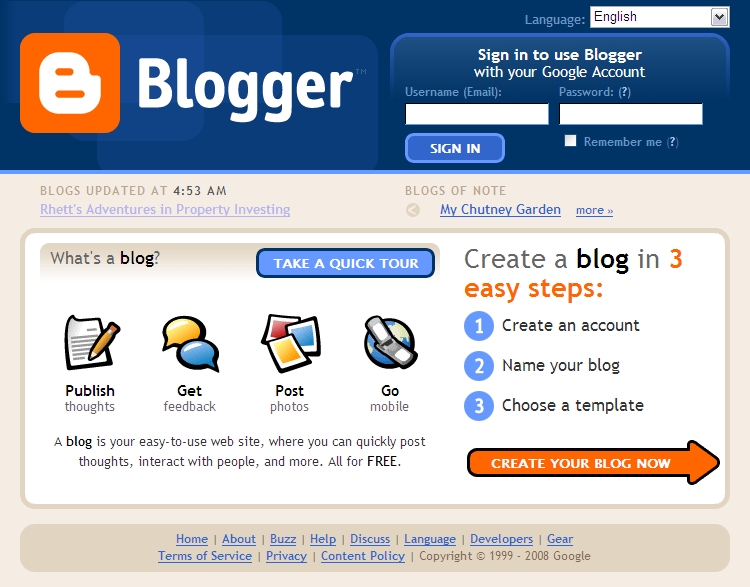 Language: English
Blogger™
Sign in to use Blogger
with your Google Account
Username (Email): Password: (?)
SIGN IN
Remember me (?)
BLOGS UPDATED AT 4:53 AM
Rhett's Adventures in Property Investing
BLOGS OF NOTE
My Chutney Garden more »
What's a blog?
TAKE A QUICK TOUR
Publish
thoughts
Get
feedback
Post
photos
Go
mobile
A blog is your easy-to-use web site, where you can quickly post
thoughts, interact with people, and more. All for FREE.
Create a blog in 3
easy steps:
1 Create an account
2 Name your blog
3 Choose a template
CREATE YOUR BLOG NOW
Home | About | Buzz | Help | Discuss | Language | Developers | Gear
Terms of Service | Privacy | Content Policy | Copyright © 1999 - 2008 Google